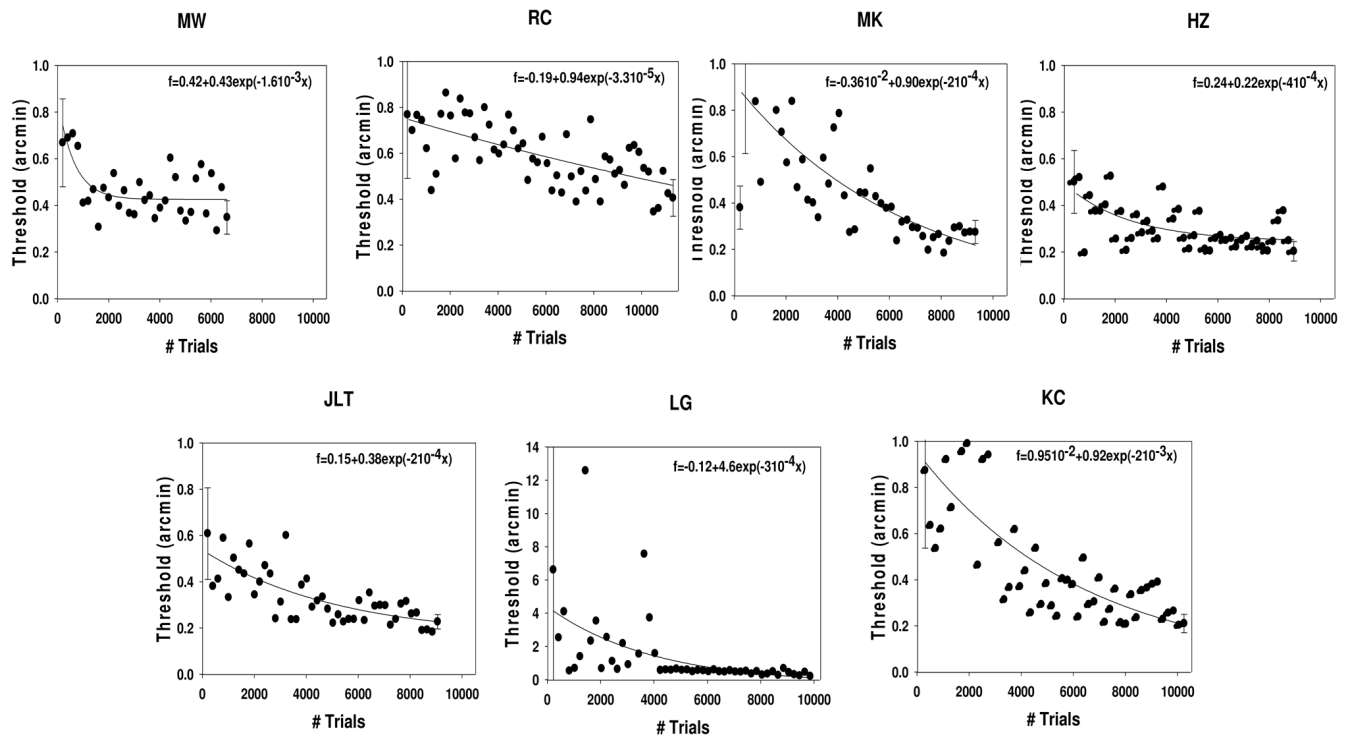 MW
RC
MK
HZ
f=0.42+0.43exp(-1.610-3x)
f=-0.19+0.94exp(-3.310-5x)
f=-0.3610-2+0.90exp(-210-4x)
f=0.24+0.22exp(-410-4x)
Threshold (arcmin)
1.0
0.8
0.6
0.4
0.2
0.0
0 2000 4000 6000 8000 10000
# Trials
Threshold (arcmin)
1.0
0.8
0.6
0.4
0.2
0.0
0 2000 4000 6000 8000 10000
# Trials
Threshold (arcmin)
1.0
0.8
0.6
0.4
0.2
0.0
0 2000 4000 6000 8000 10000
# Trials
Threshold (arcmin)
1.0
0.8
0.6
0.4
0.2
0.0
0 2000 4000 6000 8000 10000
# Trials
JLT
LG
KC
f=0.15+0.38exp(-210-4x)
f=-0.12+4.6exp(-310-4x)
f=0.9510-2+0.92exp(-210-3x)
Threshold (arcmin)
1.0
0.8
0.6
0.4
0.2
0.0
0 2000 4000 6000 8000 10000
# Trials
Threshold (arcmin)
14
12
10
8
6
4
2
0
0 2000 4000 6000 8000 10000
# Trials
Threshold (arcmin)
1.0
0.8
0.6
0.4
0.2
0.0
0 2000 4000 6000 8000 10000
# Trials